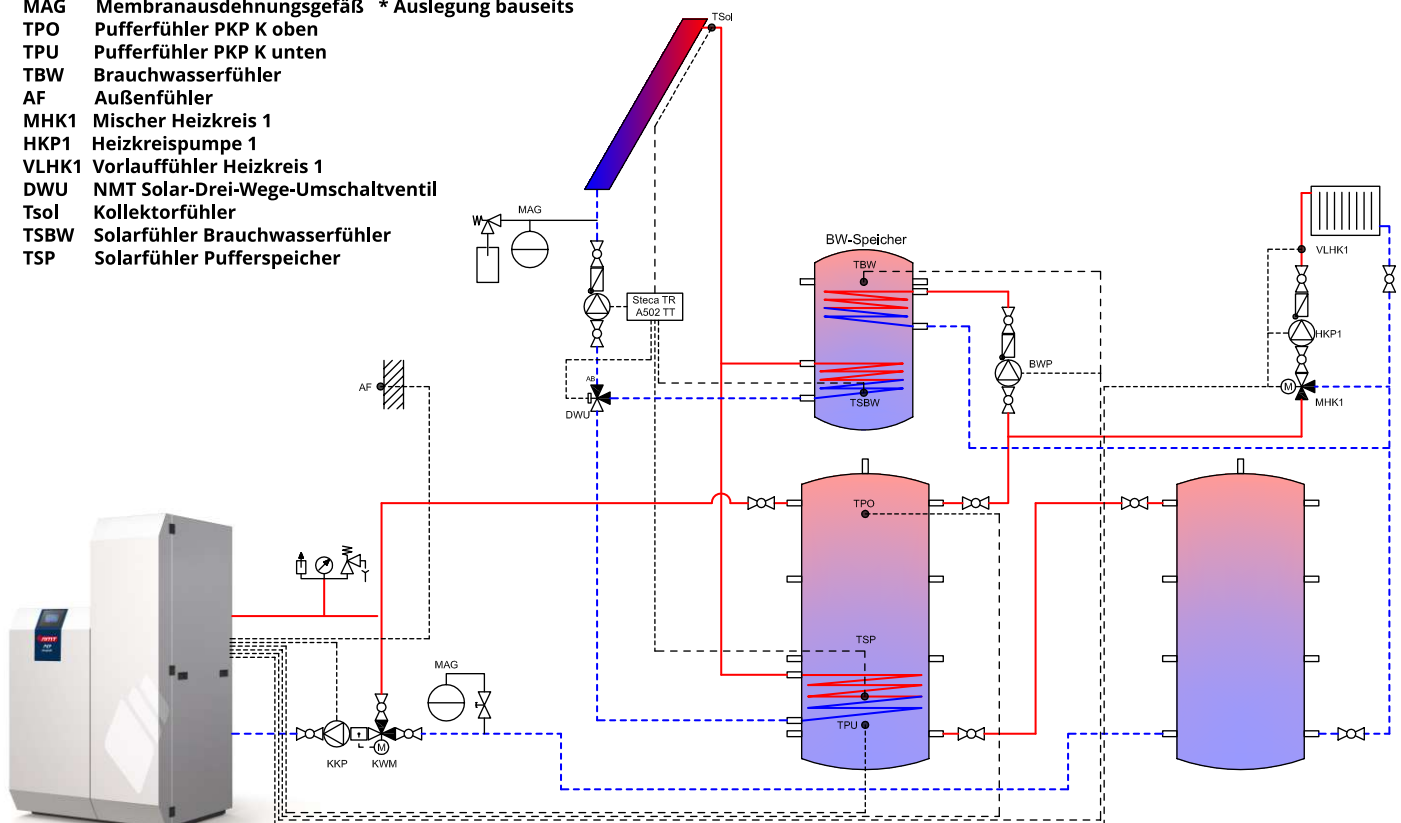 MAG Membranausdehnungsgefäß * Auslegung bauseits
TPO Pufferfühler PKP K oben
TPU Pufferfühler PKP K unten
TBW Brauchwasserfühler
AF Außenfühler
MHK1 Mischer Heizkreis 1
HKP1 Heizkreispumpe 1
VLHK1 Vorlauffühler Heizkreis 1
DWU NMT Solar-Drei-Wege-Umschaltventil
Tsol Kollektorfühler
TSBW Solarfühler Brauchwasserfühler
TSP Solarfühler Pufferspeicher
TSol
MAG
Steca TR
A502 TT
AB
DWU
AF
BW-Speicher
TBW
TSBW
BWP
VLHK1
HKP1
M
MHK1
TPO
TSP
TPU
MAG
KKP
KWM
M
nmt